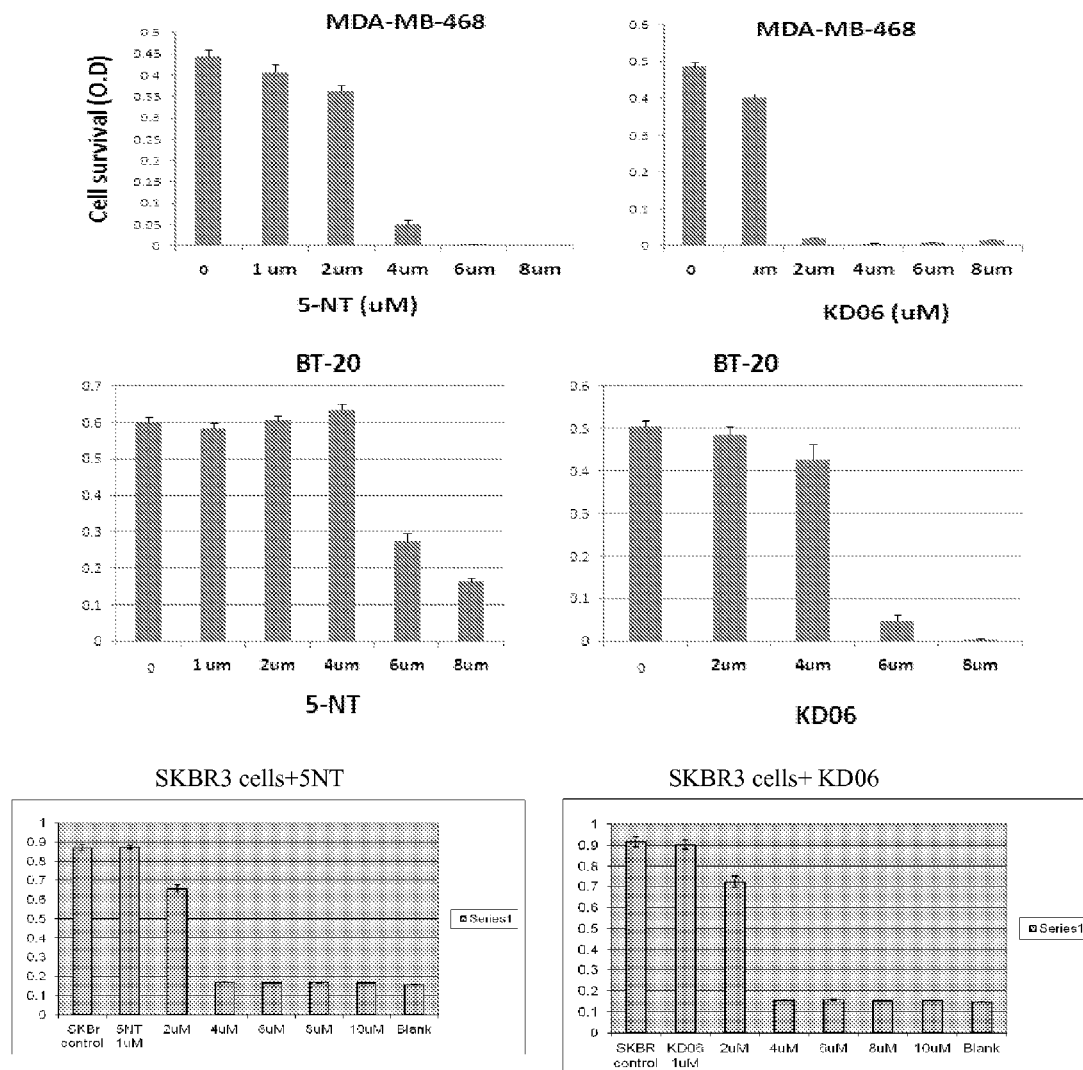 MDA-MB-468
Cell survival (O.D)
0.5
0.45
0.4
0.35
0.3
0.25
0.2
0.15
0.1
0.05
0
0 1 um 2um 4um 6um 8um
5-NT (uM)
MDA-MB-468
0.6
0.5
0.4
0.3
0.2
0.1
0
0 um 2um 4um 6um 8um
KD06 (uM)
BT-20
0.7
0.6
0.5
0.4
0.3
0.2
0.1
0
0 1 um 2um 4um 6um 8um
5-NT
BT-20
0.6
0.5
0.4
0.3
0.2
0.1
0
0 2um 4um 6um 8um
KD06
SKBR3 cells+5NT
1
0.9
0.8
0.7
0.6
0.5
0.4
0.3
0.2
0.1
0
SKBr control 5NT 1uM 2uM 4uM 6uM 8uM 10uM Blank
Series1
SKBR3 cells+ KD06
1
0.9
0.8
0.7
0.6
0.5
0.4
0.3
0.2
0.1
0
SKBR control KD06 1uM 2uM 4uM 6uM 8uM 10uM Blank
Series1